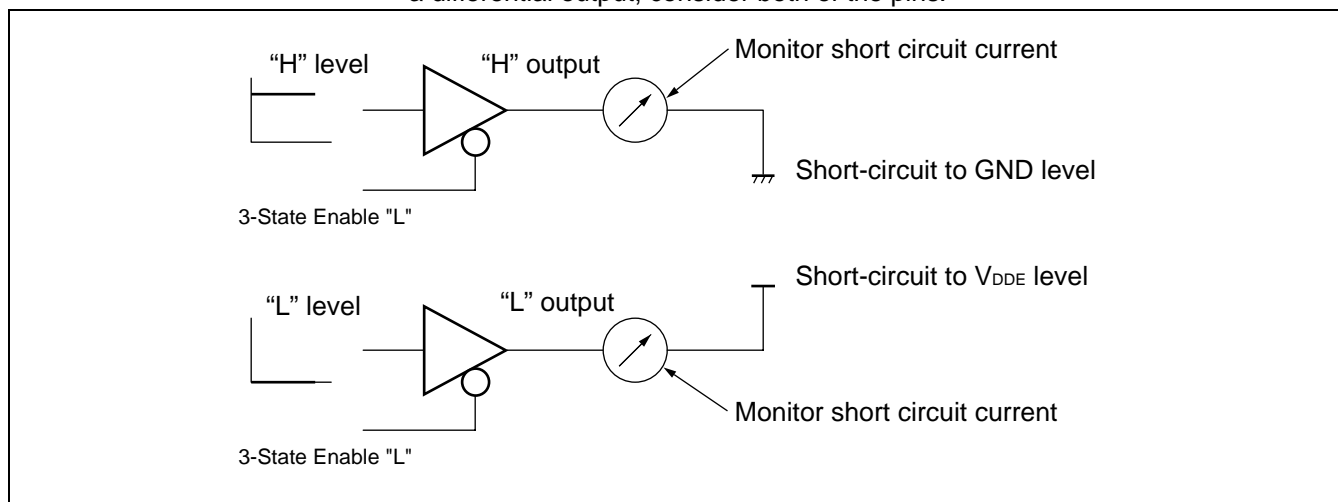 a differential output, consider both of the pins.
“H” level
“H” output
Monitor short circuit current
Short-circuit to GND level
3-State Enable "L"
Short-circuit to VDDE level
“L” level
“L” output
Monitor short circuit current
3-State Enable "L"